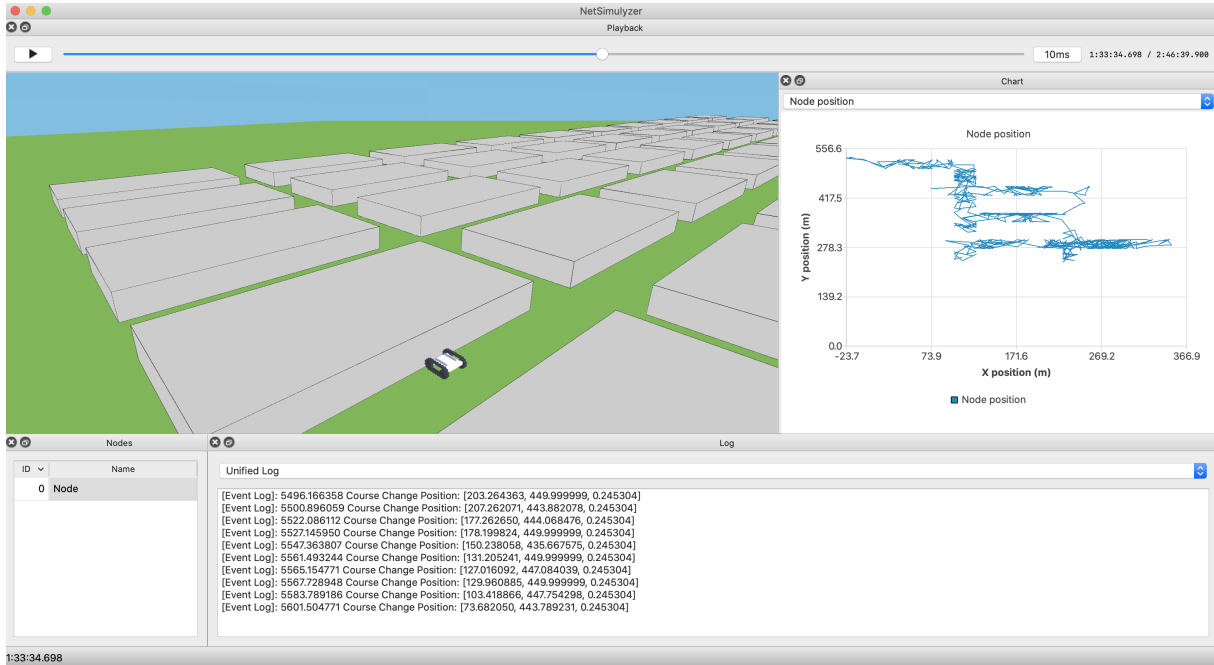 NetSimulyzer
Playback
10ms
1:33:34.698 / 2:46:39.900
Chart
Node position
Node position
556.6
417.5
278.3
139.2
0.0
Y position (m)
-23.7 73.9 171.6 269.2 366.9
X position (m)
Node position
Nodes
ID Name
0 Node
Log
Unified Log
[Event Log]: 5496.166358 Course Change Position: [203.264363, 449.999999, 0.245304]
[Event Log]: 5500.896059 Course Change Position: [207.262071, 443.882078, 0.245304]
[Event Log]: 5522.086112 Course Change Position: [177.262650, 444.068476, 0.245304]
[Event Log]: 5527.145950 Course Change Position: [178.199824, 449.999999, 0.245304]
[Event Log]: 5547.363807 Course Change Position: [150.238058, 435.667575, 0.245304]
[Event Log]: 5561.493244 Course Change Position: [131.205241, 449.999999, 0.245304]
[Event Log]: 5565.154771 Course Change Position: [127.016092, 447.084039, 0.245304]
[Event Log]: 5567.728948 Course Change Position: [129.960885, 449.999999, 0.245304]
[Event Log]: 5583.789186 Course Change Position: [103.418866, 447.754298, 0.245304]
[Event Log]: 5601.504771 Course Change Position: [73.682050, 443.789231, 0.245304]
1:33:34.698